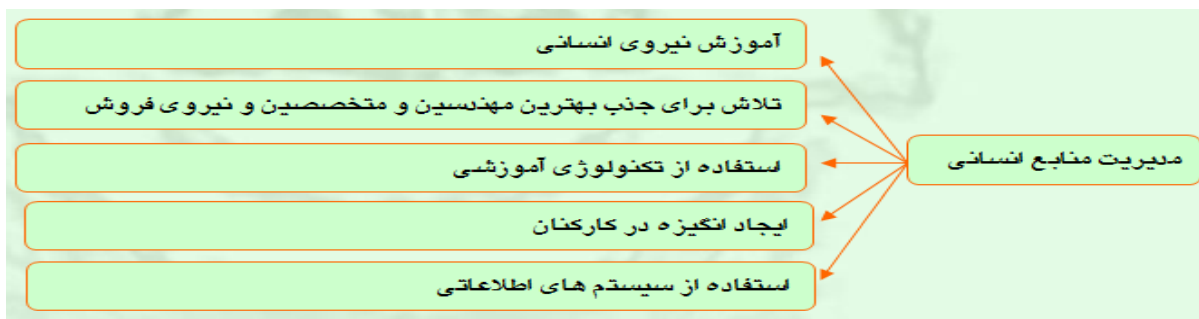 آموزش نیروی انسانی
تلاش برای جذب بهترین مهندسین و متخصصین و نیروی فروش
مدیریت منابع انسانی
استفاده از تکنولوژی آموزشی
ایجاد انگیزه در کارکنان
استفاده از سیستم های اطلاعاتی